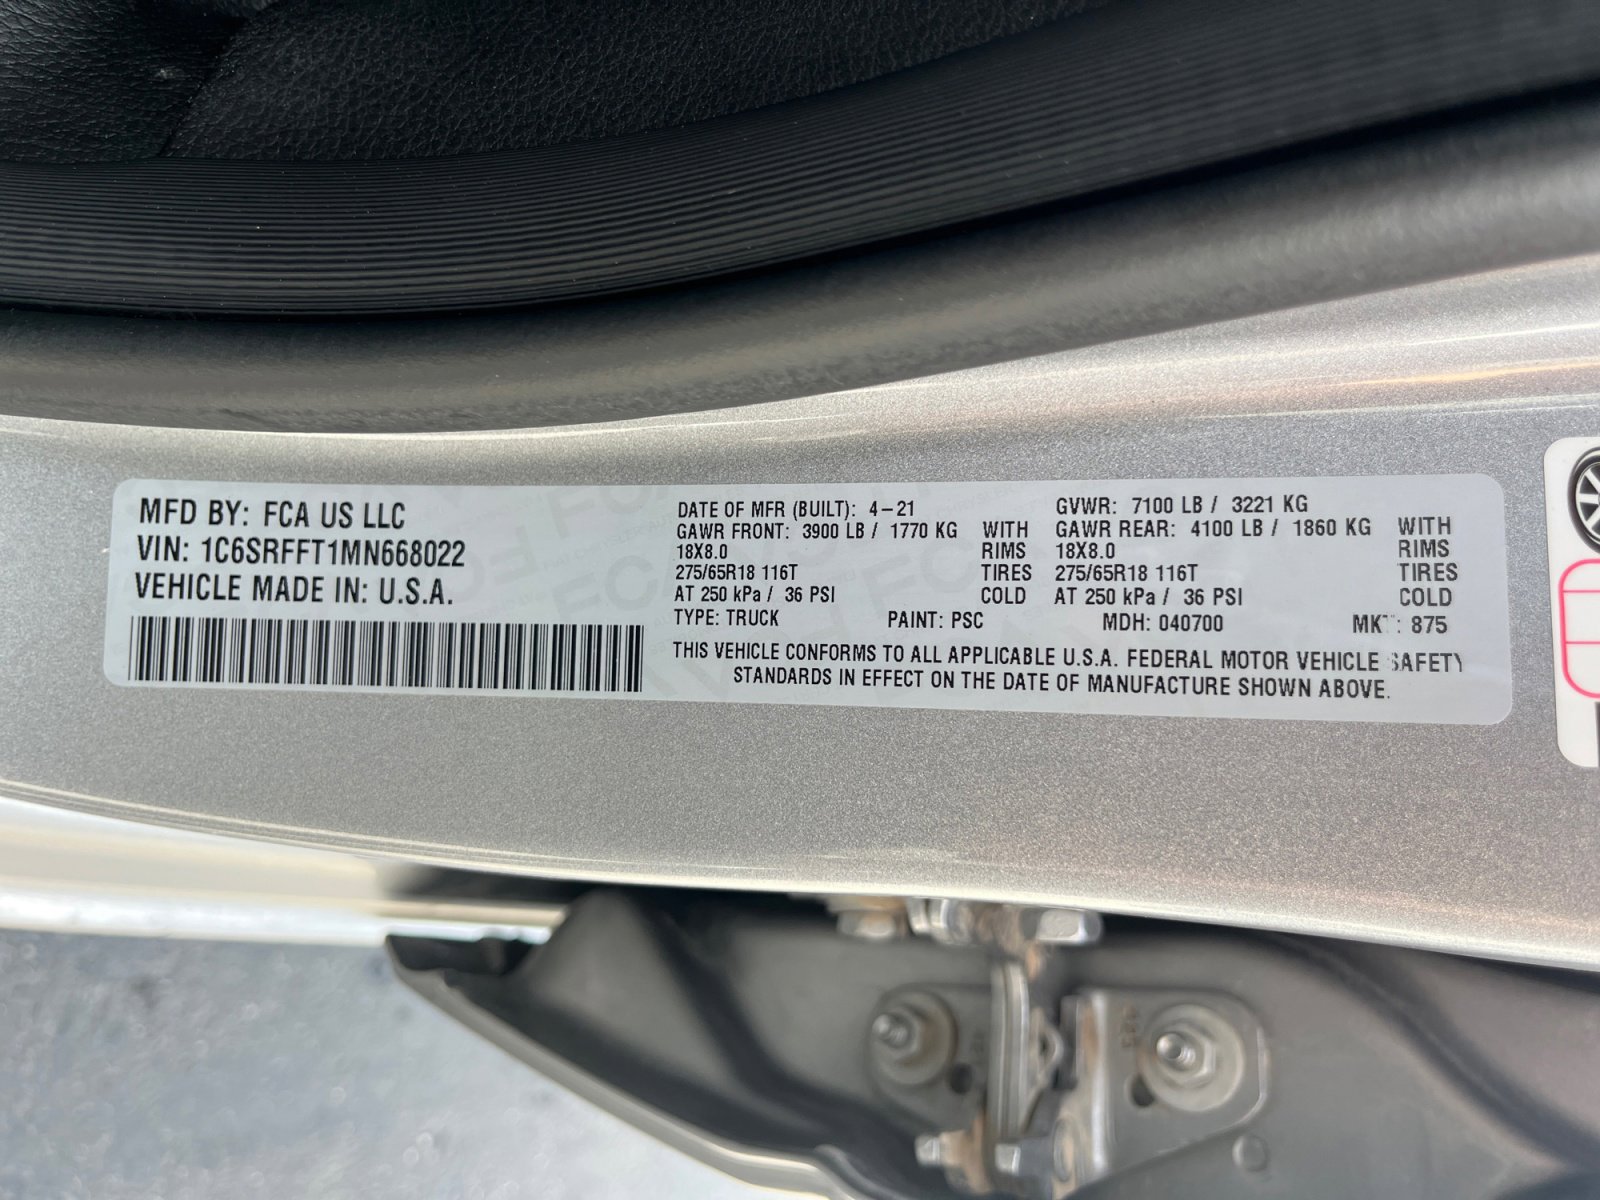 MFD BY: FCA US LLC
VIN: 1C6SRFFT1MN668022
VEHICLE MADE IN: U.S.A.
DATE OF MFR (BUILT): 4-21 GVWR: 7100 LB / 3221 KG
GAWR FRONT: 3900 LB / 1770 KG WITH GAWR REAR: 4100 LB / 1860 KG WITH
18X8.0 RIMS 18X8.0 RIMS
275/65R18 116T TIRES 275/65R18 116T TIRES
AT 250 kPa / 36 PSI COLD AT 250 kPa / 36 PSI COLD
TYPE: TRUCK PAINT: PSC MDH: 040700 MKT: 875
THIS VEHICLE CONFORMS TO ALL APPLICABLE U.S.A. FEDERAL MOTOR VEHICLE SAFETY
STANDARDS IN EFFECT ON THE DATE OF MANUFACTURE SHOWN ABOVE.